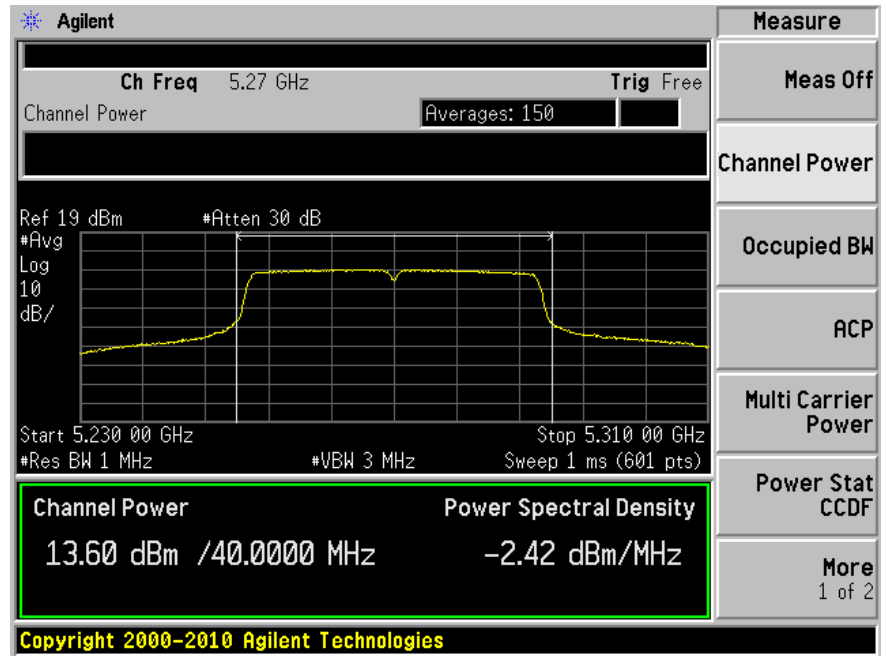 Agilent
Measure
Ch Freq 5.27 GHz Trig Free
Channel Power Averages: 150
Ref 19 dBm #Atten 30 dB
#Avg
Log
10
dB/
Start 5.230 00 GHz Stop 5.310 00 GHz
#Res BW 1 MHz #VBW 3 MHz Sweep 1 ms (601 pts)
Channel Power Power Spectral Density
13.60 dBm /40.0000 MHz -2.42 dBm/MHz
Copyright 2000-2010 Agilent Technologies
Meas Off
Channel Power
Occupied BW
ACP
Multi Carrier
Power
Power Stat
CCDF
More
1 of 2